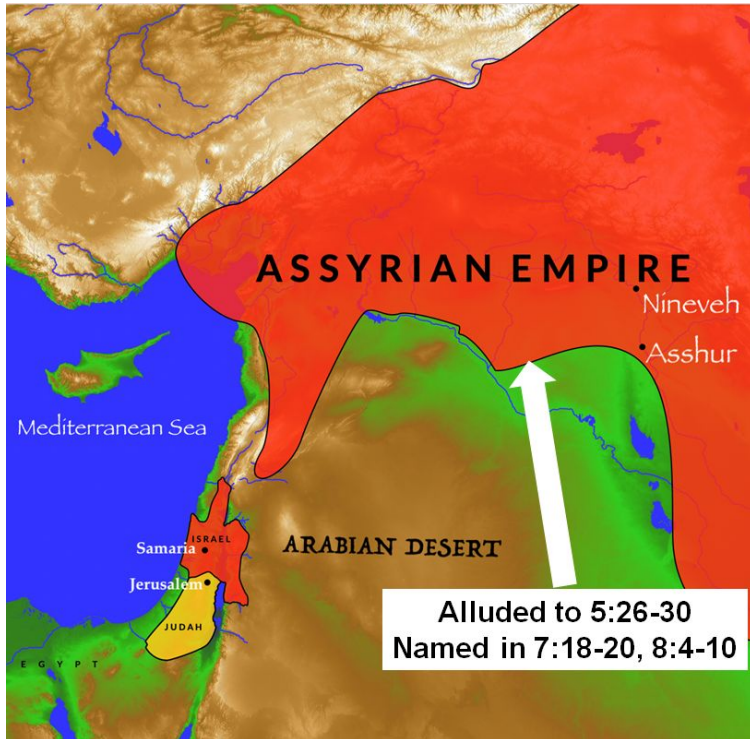 ASSYRIAN EMPIRE
Nineveh
Asshur
Mediterranean Sea
ISRAEL
Samaria
ARABIAN DESERT
Jerusalem
JUDAH
EGYPT
Alluded to 5:26-30
Named in 7:18-20, 8:4-10